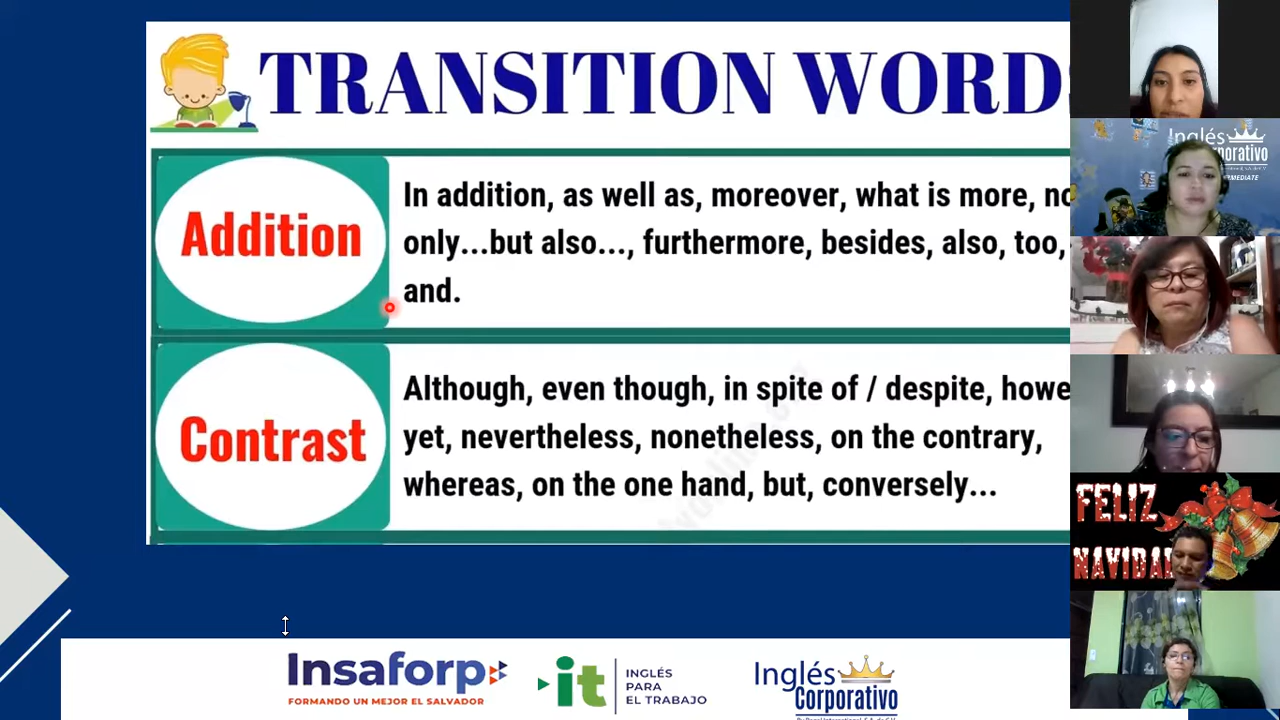 TRANSITION WORDS
Addition
In addition, as well as, moreover, what is more, no
only...but also..., furthermore, besides, also, too,
and.
Contrast
Although, even though, in spite of / despite, howe
yet, nevertheless, nonetheless, on the contrary,
whereas, on the one hand, but, conversely...
Insaforp
FORMANDO UN MEJOR EL SALVADOR
it
INGLÉS
PARA
EL TRABAJO
Inglés
Corporativo
Inglés
orporativo
RMEDIATE
FELIZ
NAVIDAD